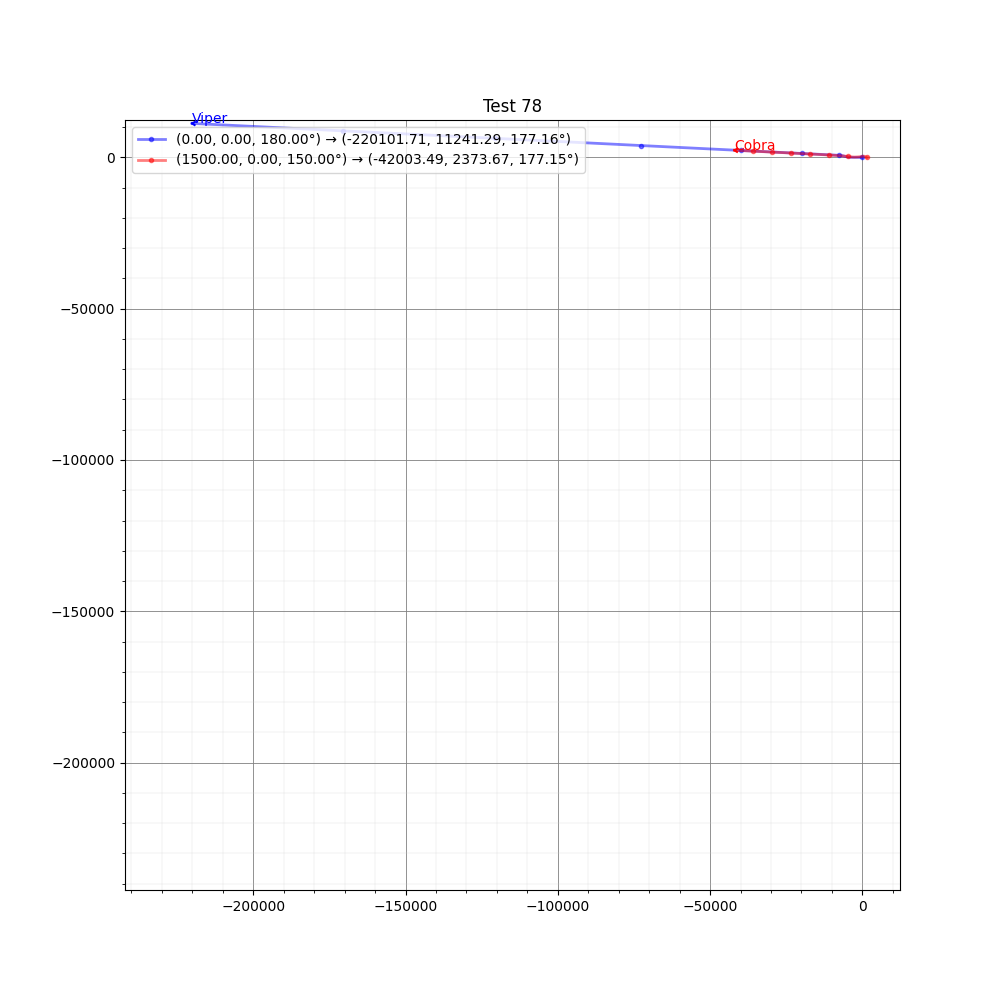 Test 78
Viper
(0.00, 0.00, 180.00°) → (-220101.71, 11241.29, 177.16°)
Cobra
(1500.00, 0.00, 150.00°) → (-42003.49, 2373.67, 177.15°)
0
−50000
−100000
−150000
−200000
−200000
−150000
−100000
−50000
0